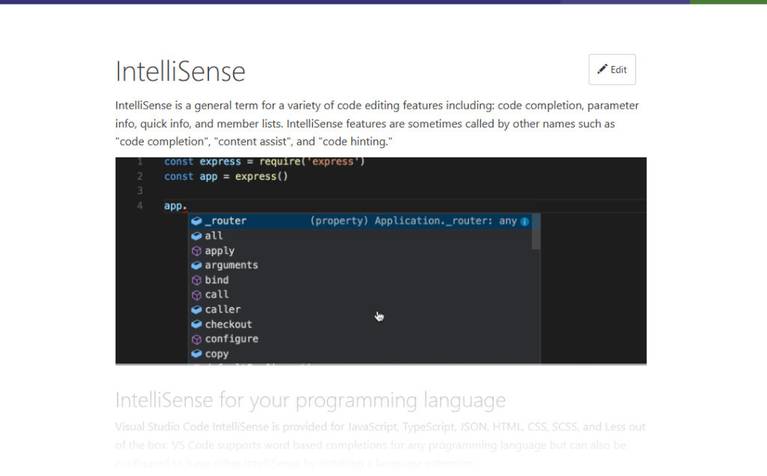 IntelliSense
Edit
IntelliSense is a general term for a variety of code editing features including: code completion, parameter
info, quick info, and member lists. IntelliSense features are sometimes called by other names such as
"code completion", "content assist", and "code hinting."
1 const express = require('express')
2 const app = express()
3
4 app.
_router (property) Application._router: any
all
apply
arguments
bind
call
caller
checkout
configure
copy
IntelliSense for your programming language
Visual Studio Code IntelliSense is provided for JavaScript, TypeScript, JSON, HTML, CSS, SCSS, and Less out
of the box. VS Code supports word based completions for any programming language but can also be